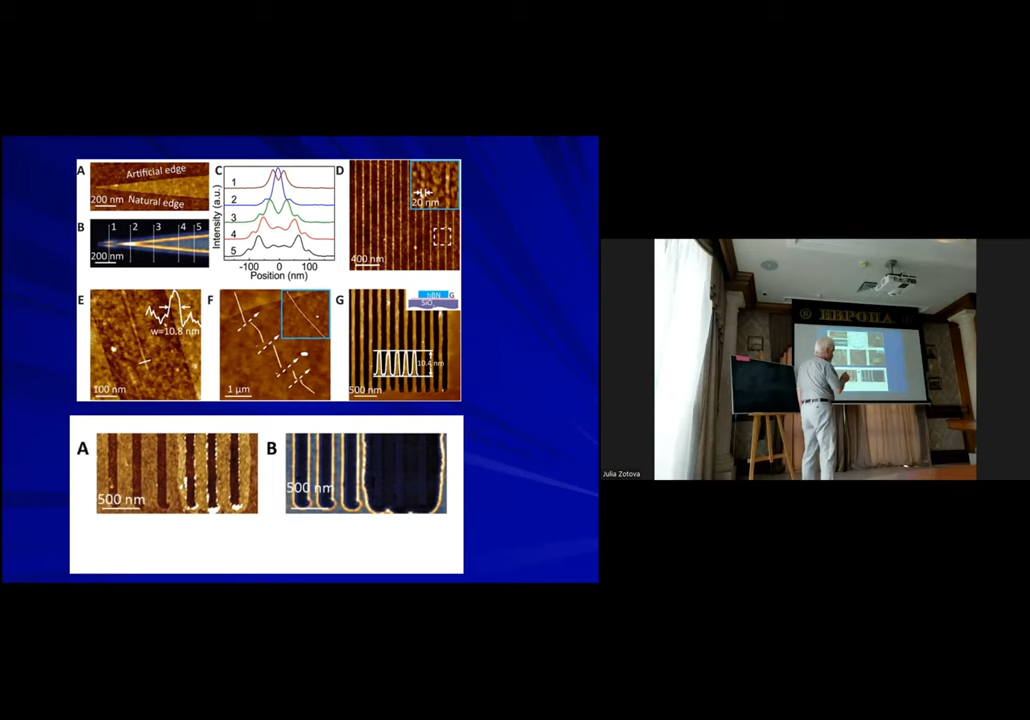 A
Artificial edge
200 nm
Natural edge
B
1
2
3
4
5
200 nm
C
Intensity (a.u.)
1
2
3
4
5
-100
0
100
Position (nm)
D
20 nm
400 nm
E
w=10.8 nm
100 nm
F
1 μm
G
hBN
G
SiO
10.4 nm
500 nm
A
500 nm
B
500 nm
ЕВРОПА
Julia Zotova